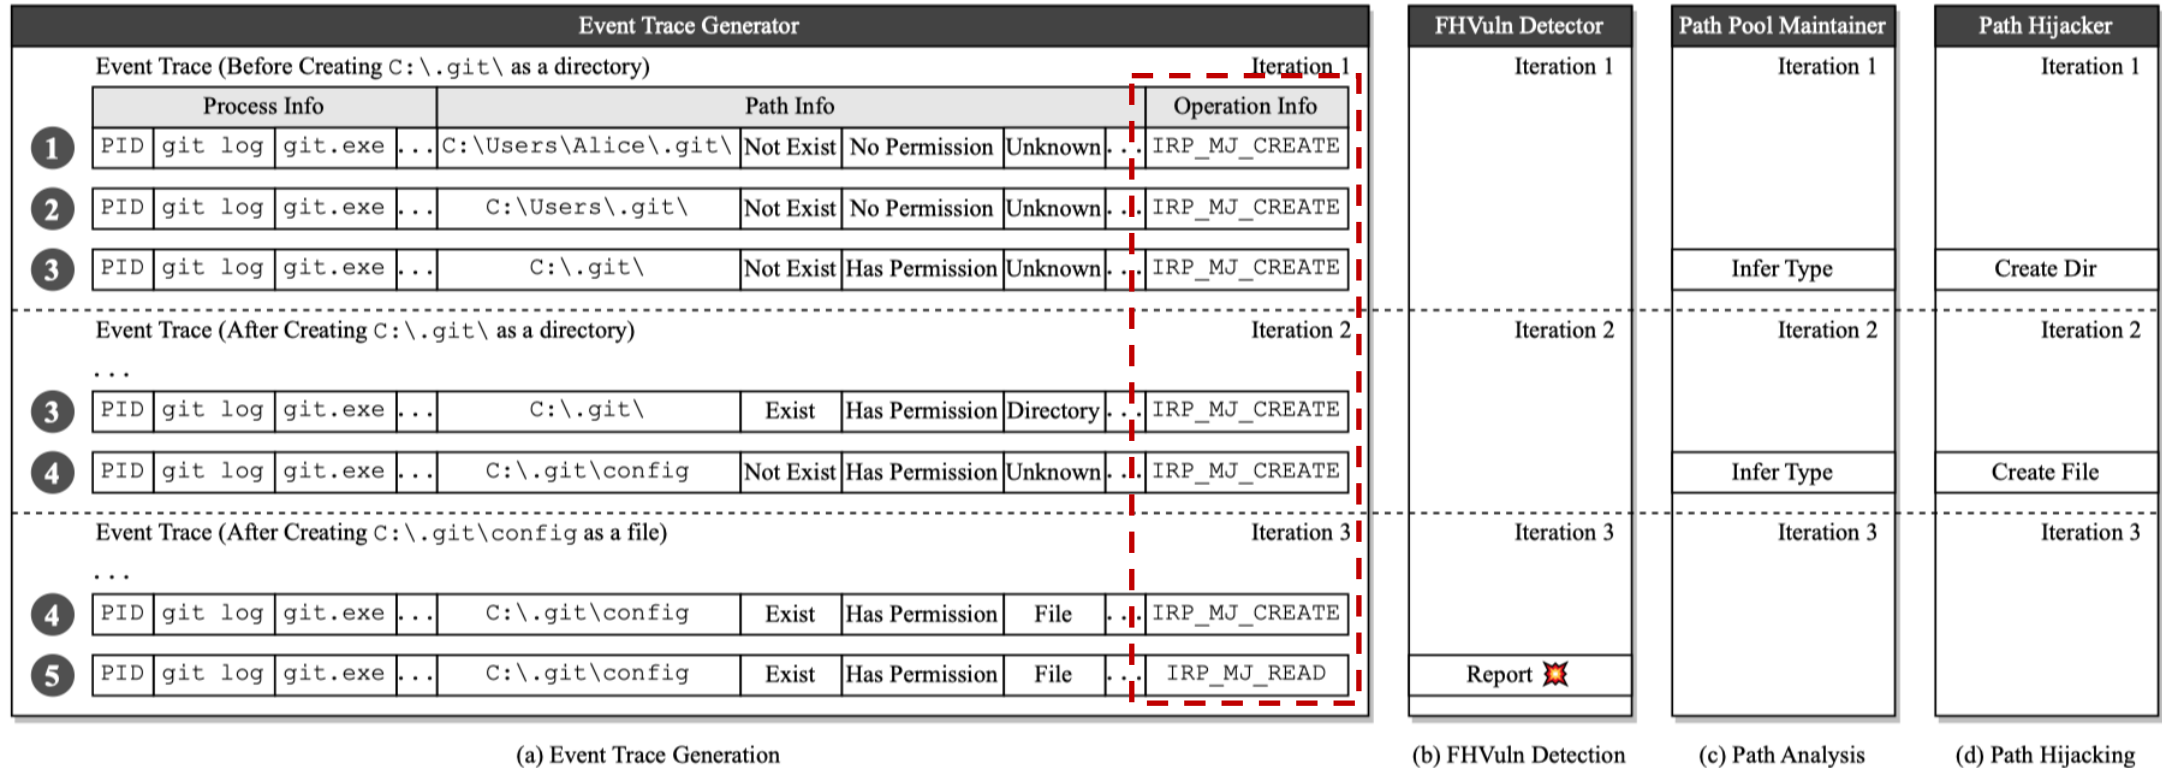 Event Trace Generator
FHVuln Detector
Path Pool Maintainer
Path Hijacker
Event Trace (Before Creating C:\.git\ as a directory)
Iteration 1
Iteration 1
Iteration 1
Iteration 1
Process Info
Path Info
Operation Info
1 PID git log git.exe ... C:\Users\Alice\.git\ Not Exist No Permission Unknown ... IRP_MJ_CREATE
2 PID git log git.exe ... C:\Users\.git\ Not Exist No Permission Unknown ... IRP_MJ_CREATE
3 PID git log git.exe ... C:\.git\ Not Exist Has Permission Unknown ... IRP_MJ_CREATE
Infer Type
Create Dir
Event Trace (After Creating C:\.git\ as a directory)
Iteration 2
Iteration 2
Iteration 2
Iteration 2
...
3 PID git log git.exe ... C:\.git\ Exist Has Permission Directory ... IRP_MJ_CREATE
4 PID git log git.exe ... C:\.git\config Not Exist Has Permission Unknown ... IRP_MJ_CREATE
Infer Type
Create File
Event Trace (After Creating C:\.git\config as a file)
Iteration 3
Iteration 3
Iteration 3
Iteration 3
...
4 PID git log git.exe ... C:\.git\config Exist Has Permission File ... IRP_MJ_CREATE
5 PID git log git.exe ... C:\.git\config Exist Has Permission File ... IRP_MJ_READ
Report 💥
(a) Event Trace Generation
(b) FHVuln Detection
(c) Path Analysis
(d) Path Hijacking